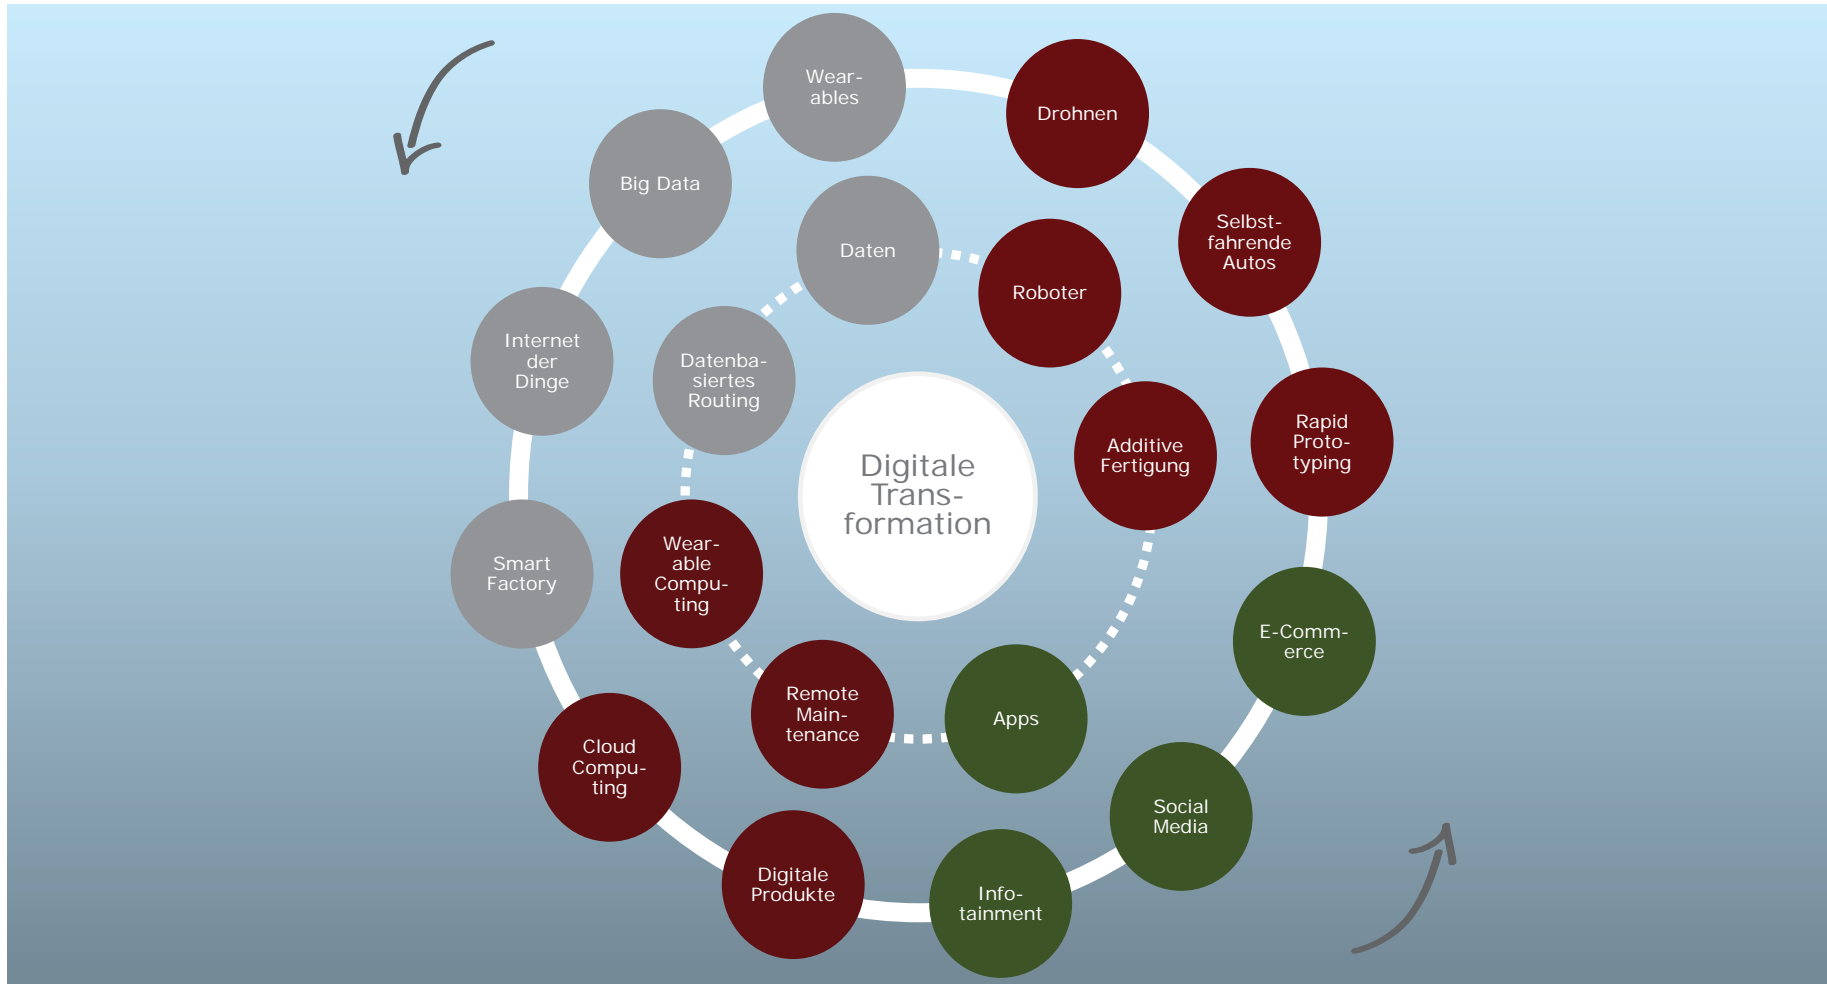 Wear-
ables
Drohnen
Big Data
Selbst-
fahrende
Autos
Daten
Roboter
Internet
der
Dinge
Datenba-
siertes
Routing
Rapid
Proto-
typing
Additive
Fertigung
Digitale
Trans-
formation
Smart
Factory
Wear-
able
Compu-
ting
E-Comm-
erce
Remote
Main-
tenance
Apps
Cloud
Compu-
ting
Social
Media
Digitale
Produkte
Info-
tainment